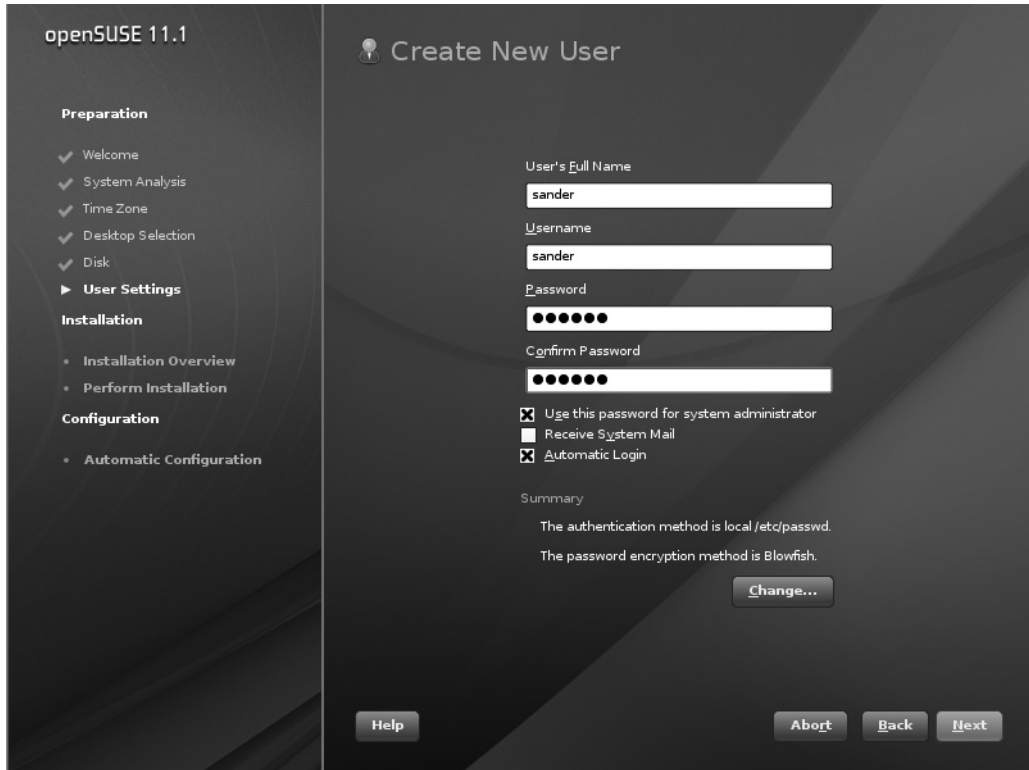 openSUSE 11.1
Preparation
Welcome
System Analysis
Time Zone
Desktop Selection
Disk
User Settings
Installation
Installation Overview
Perform Installation
Configuration
Automatic Configuration
Create New User
User's Full Name
sander
Username
sander
Password
●●●●●●
Confirm Password
●●●●●●
Use this password for system administrator
Receive System Mail
Automatic Login
Summary
The authentication method is local /etc/passwd.
The password encryption method is Blowfish.
Change...
Help
Abort
Back
Next